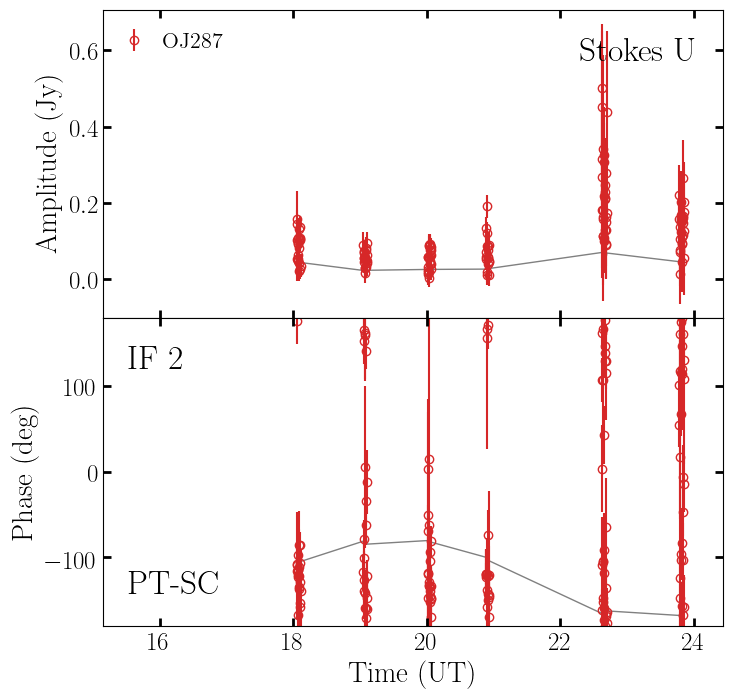 OJ287
Stokes U
0.6
0.4
0.2
0.0
Amplitude (Jy)
IF 2
PT-SC
100
0
−100
Phase (deg)
16 18 20 22 24
Time (UT)